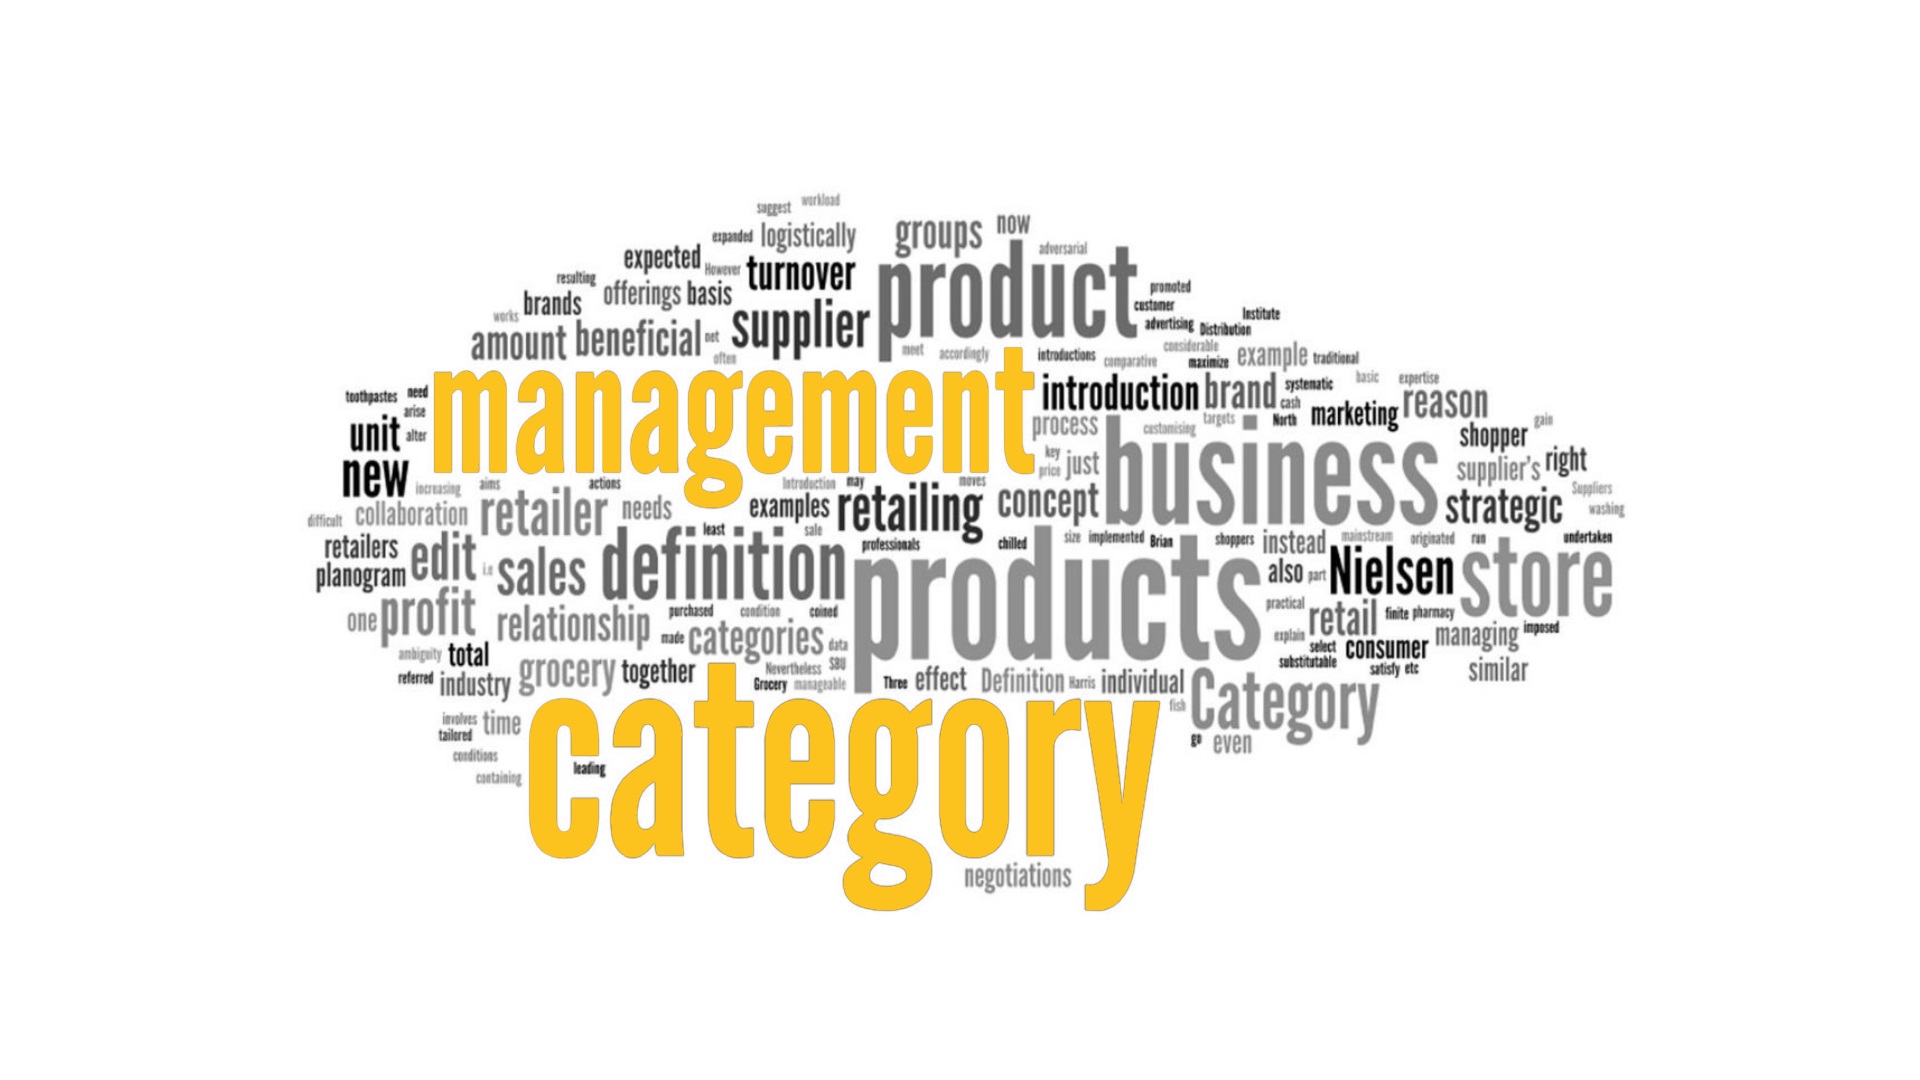 suggest workload
expanded logistically groups now
expected However turnover product adversarial
resulting offerings basis promoted
brands customer
works supplier advertising Distribution Institute
amount beneficial net
often meet accordingly introductions comparative considerable maximize example traditional
toothpastes need management introduction brand systematic basic expertise
arise cash reason
unit alter process customising targets North marketing gain
new key price just business shopper
supplier's right
increasing aims actions Introduction may moves Suppliers
difficult collaboration retailer needs examples retailing concept strategic washing
least sale
retailers edit definition professionals chilled size implemented Brian shoppers instead mainstream originated run undertaken
planogram i.e sales products also part Nielsen store
one profit relationship purchased condition coined practical retail finite pharmacy
made categories data explain managing imposed
ambiguity total select consumer
referred industry grocery together Nevertheless SBU substitutable satisfy etc similar
Grocery manageable Three effect Definition Harris individual Category
involves time category fish
tailored go even
conditions
containing leading
negotiations